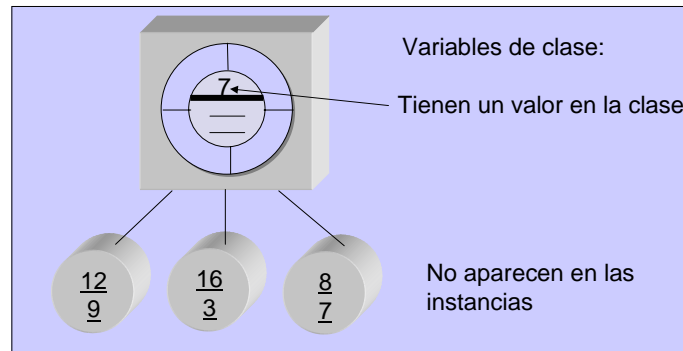 Variables de clase:
7
Tienen un valor en la clase
12
9
16
3
8
7
No aparecen en las
instancias